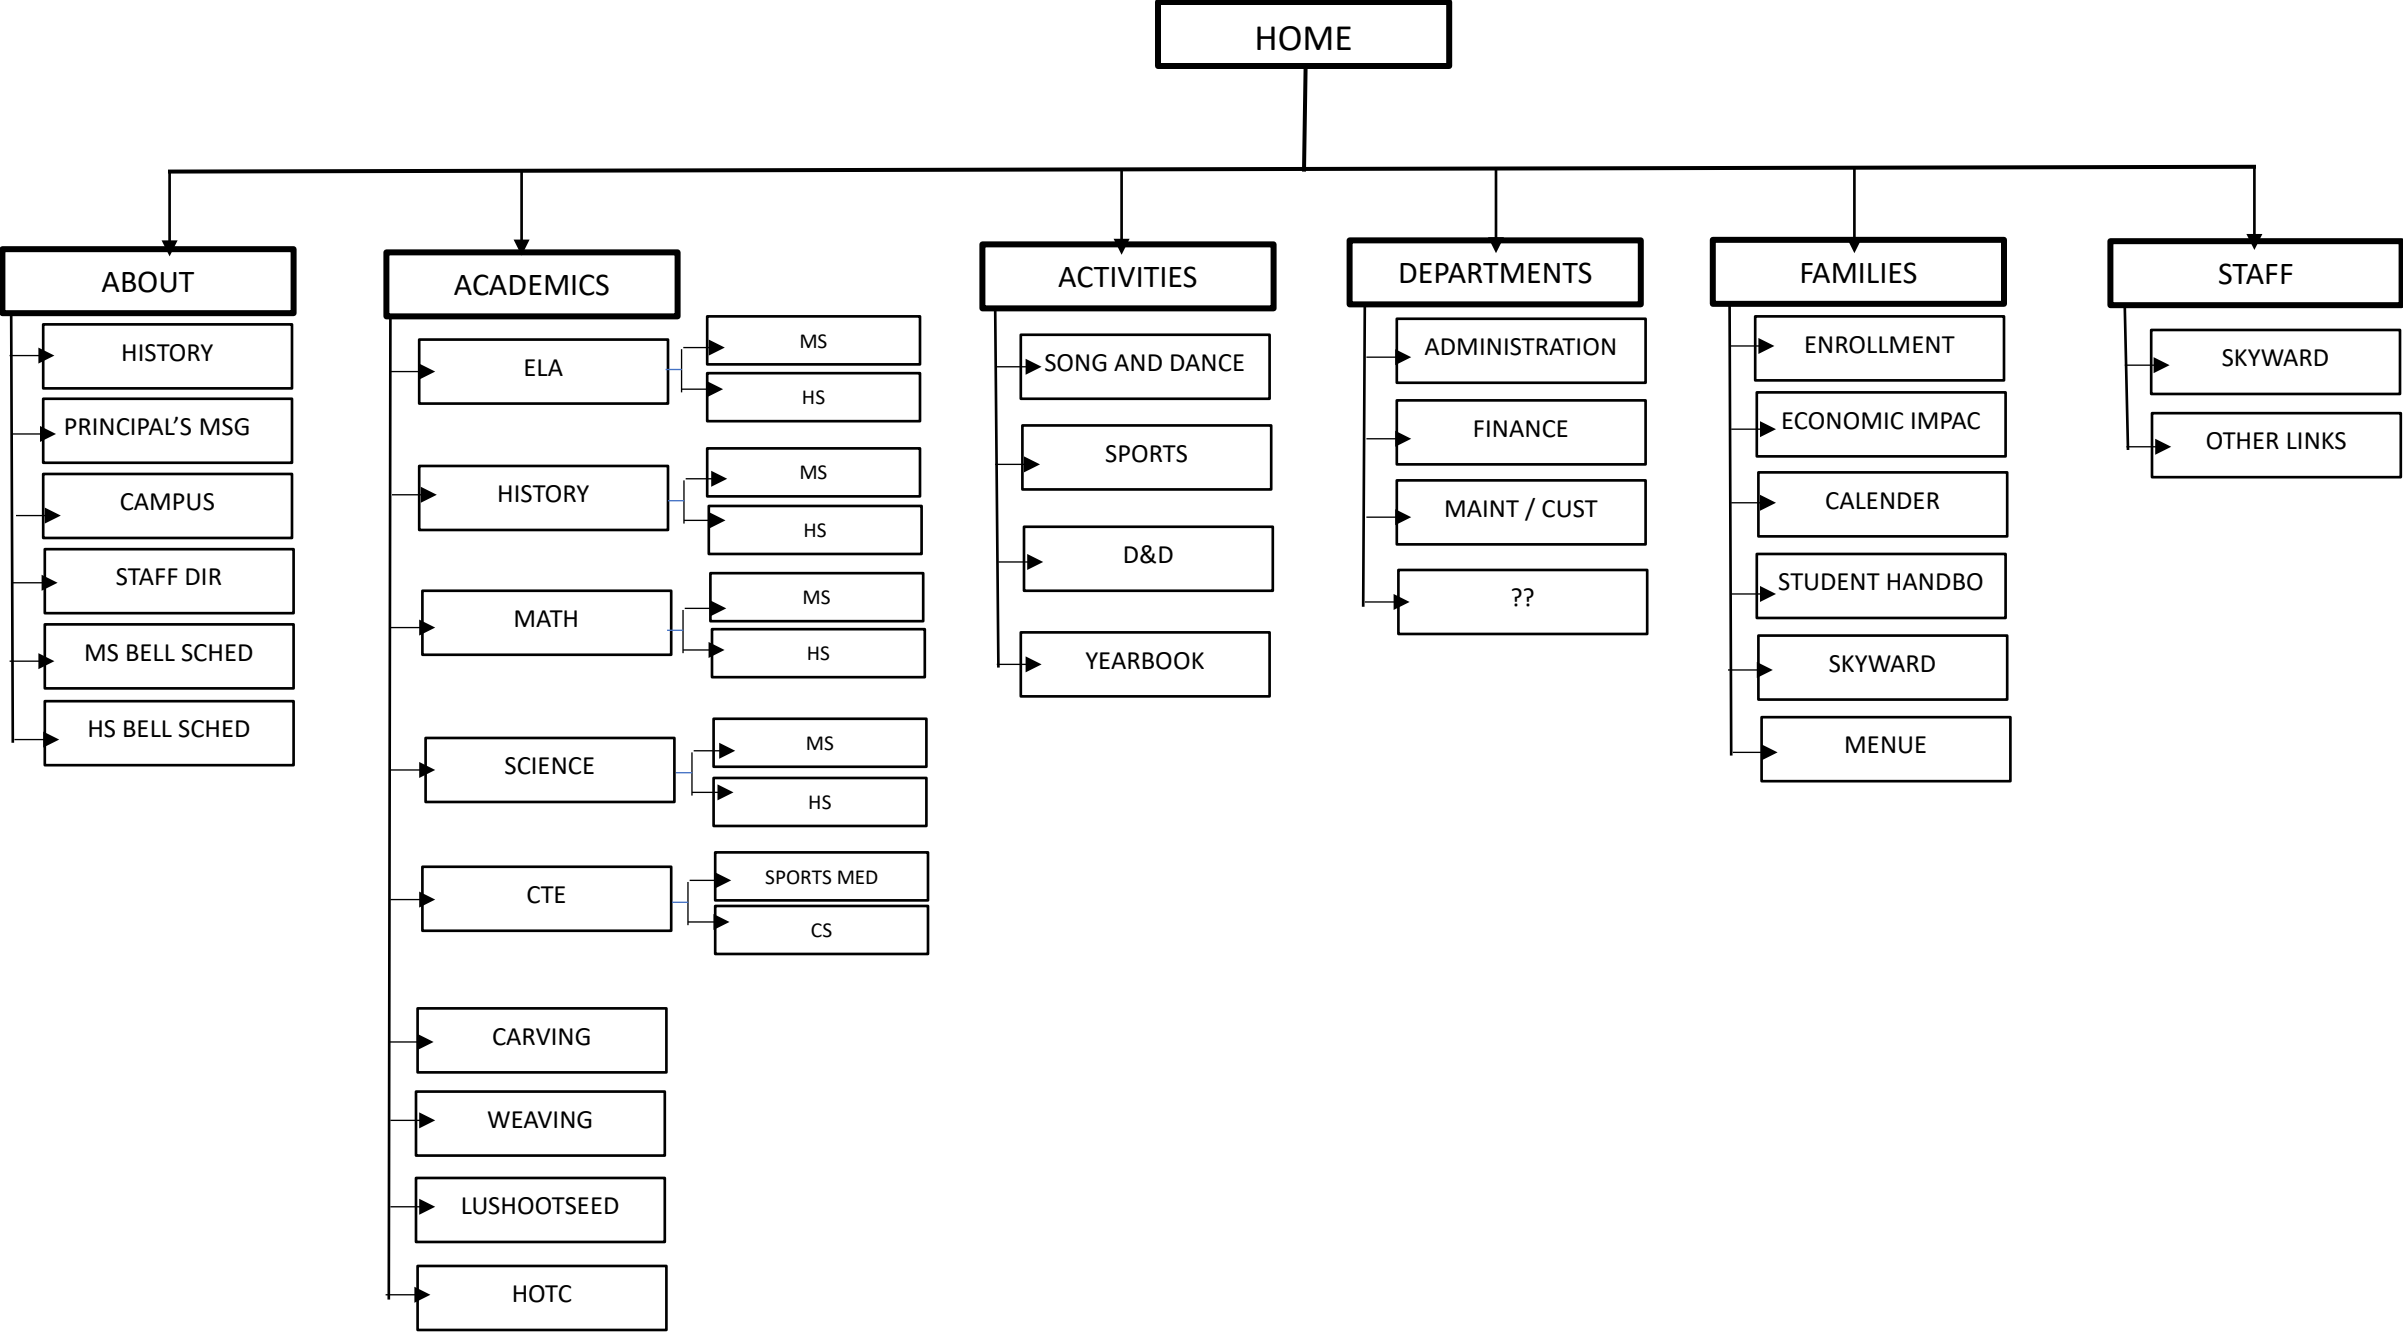 HOME
ABOUT
HISTORY
PRINCIPAL’S MSG
CAMPUS
STAFF DIR
MS BELL SCHED
HS BELL SCHED
ACADEMICS
ELA
MS
HS
HISTORY
MS
HS
MATH
MS
HS
SCIENCE
MS
HS
CTE
SPORTS MED
CS
CARVING
WEAVING
LUSHOOTSEED
HOTC
ACTIVITIES
SONG AND DANCE
SPORTS
D&D
YEARBOOK
DEPARTMENTS
ADMINISTRATION
FINANCE
MAINT / CUST
??
FAMILIES
ENROLLMENT
ECONOMIC IMPAC
CALENDER
STUDENT HANDBO
SKYWARD
MENUE
STAFF
SKYWARD
OTHER LINKS